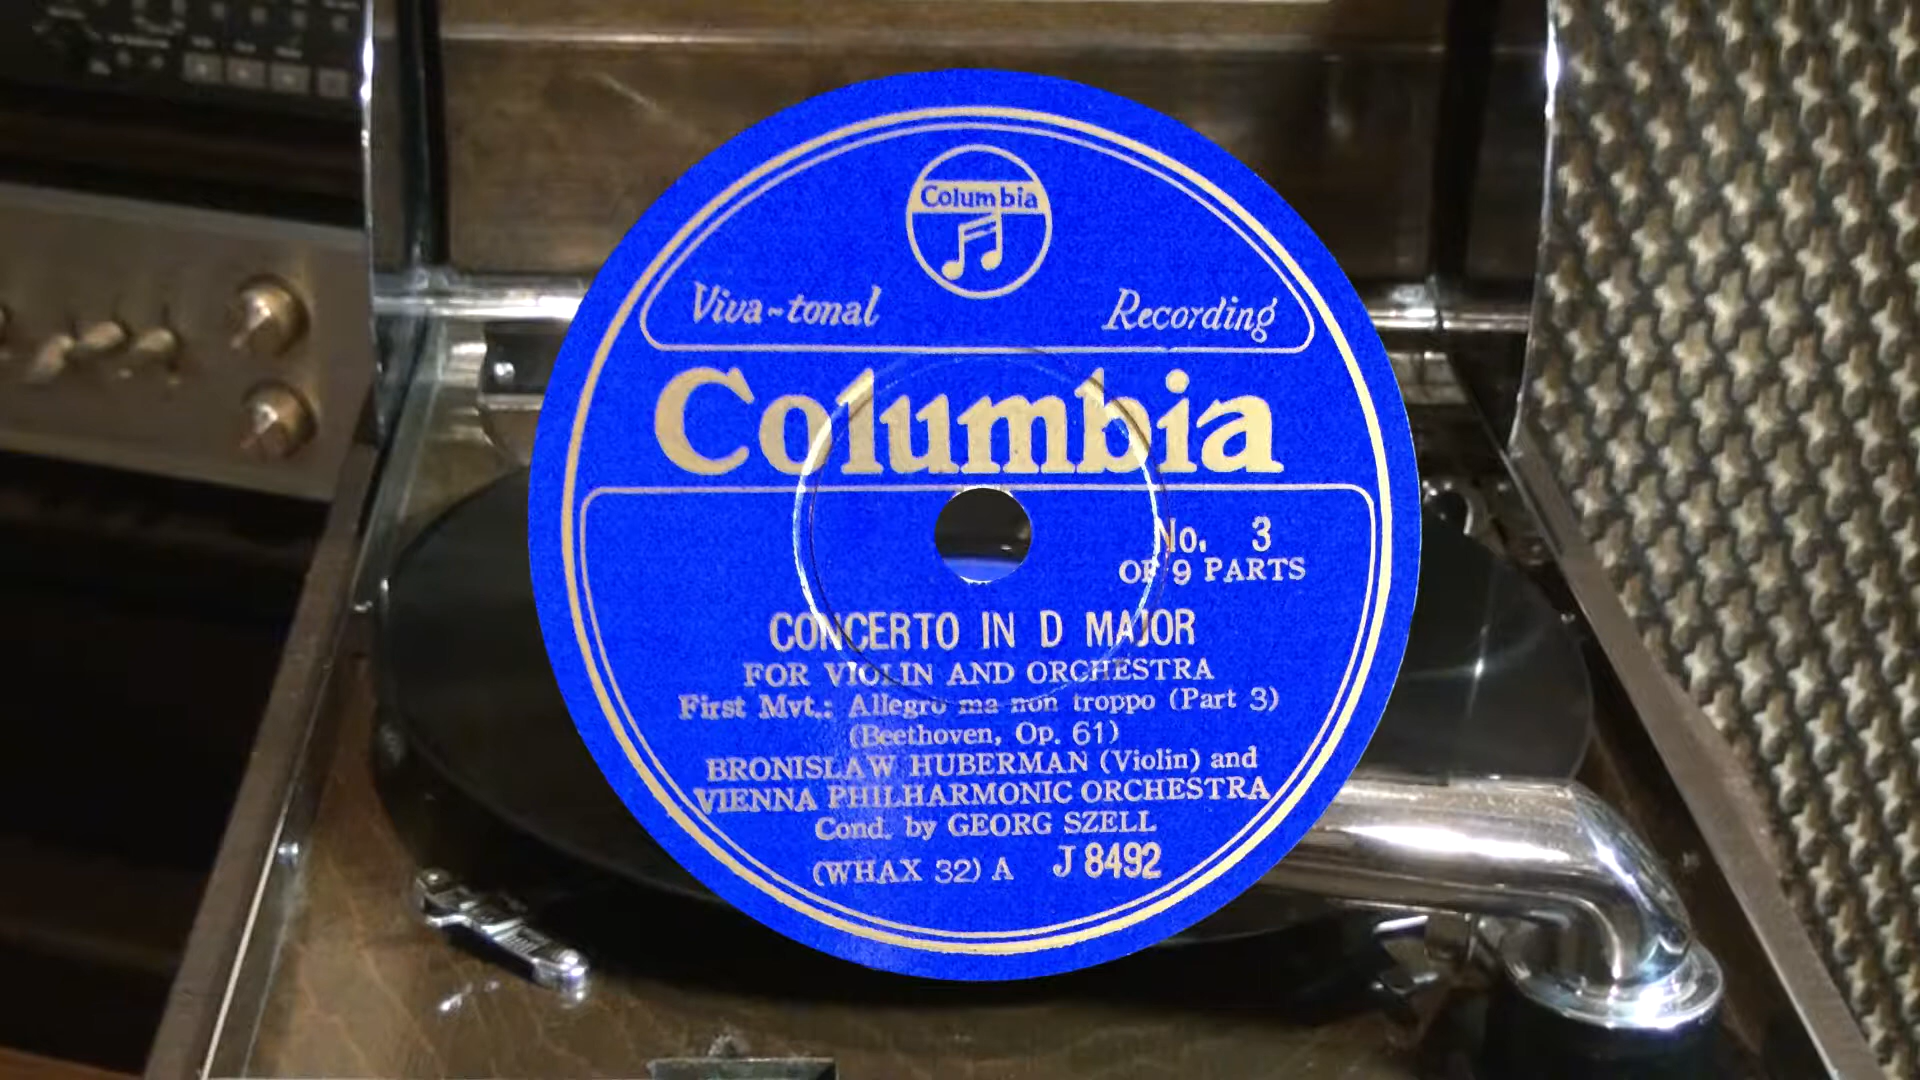 Columbia
Viva-tonal Recording
Columbia
No. 3
OF 9 PARTS
CONCERTO IN D MAJOR
FOR VIOLIN AND ORCHESTRA
First Mvt.: Allegro ma non troppo (Part 3)
(Beethoven, Op. 61)
BRONISLAW HUBERMAN (Violin) and
VIENNA PHILHARMONIC ORCHESTRA
Cond. by GEORG SZELL
(WHAX 32) A J 8492